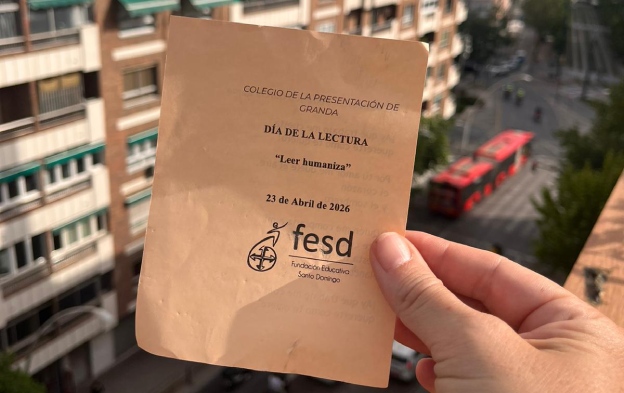 COLEGIO DE LA PRESENTACIÓN DE
GRANDA
DÍA DE LA LECTURA
“Leer humaniza”
23 de Abril de 2026
fesd
Fundación Educativa
Santo Domingo